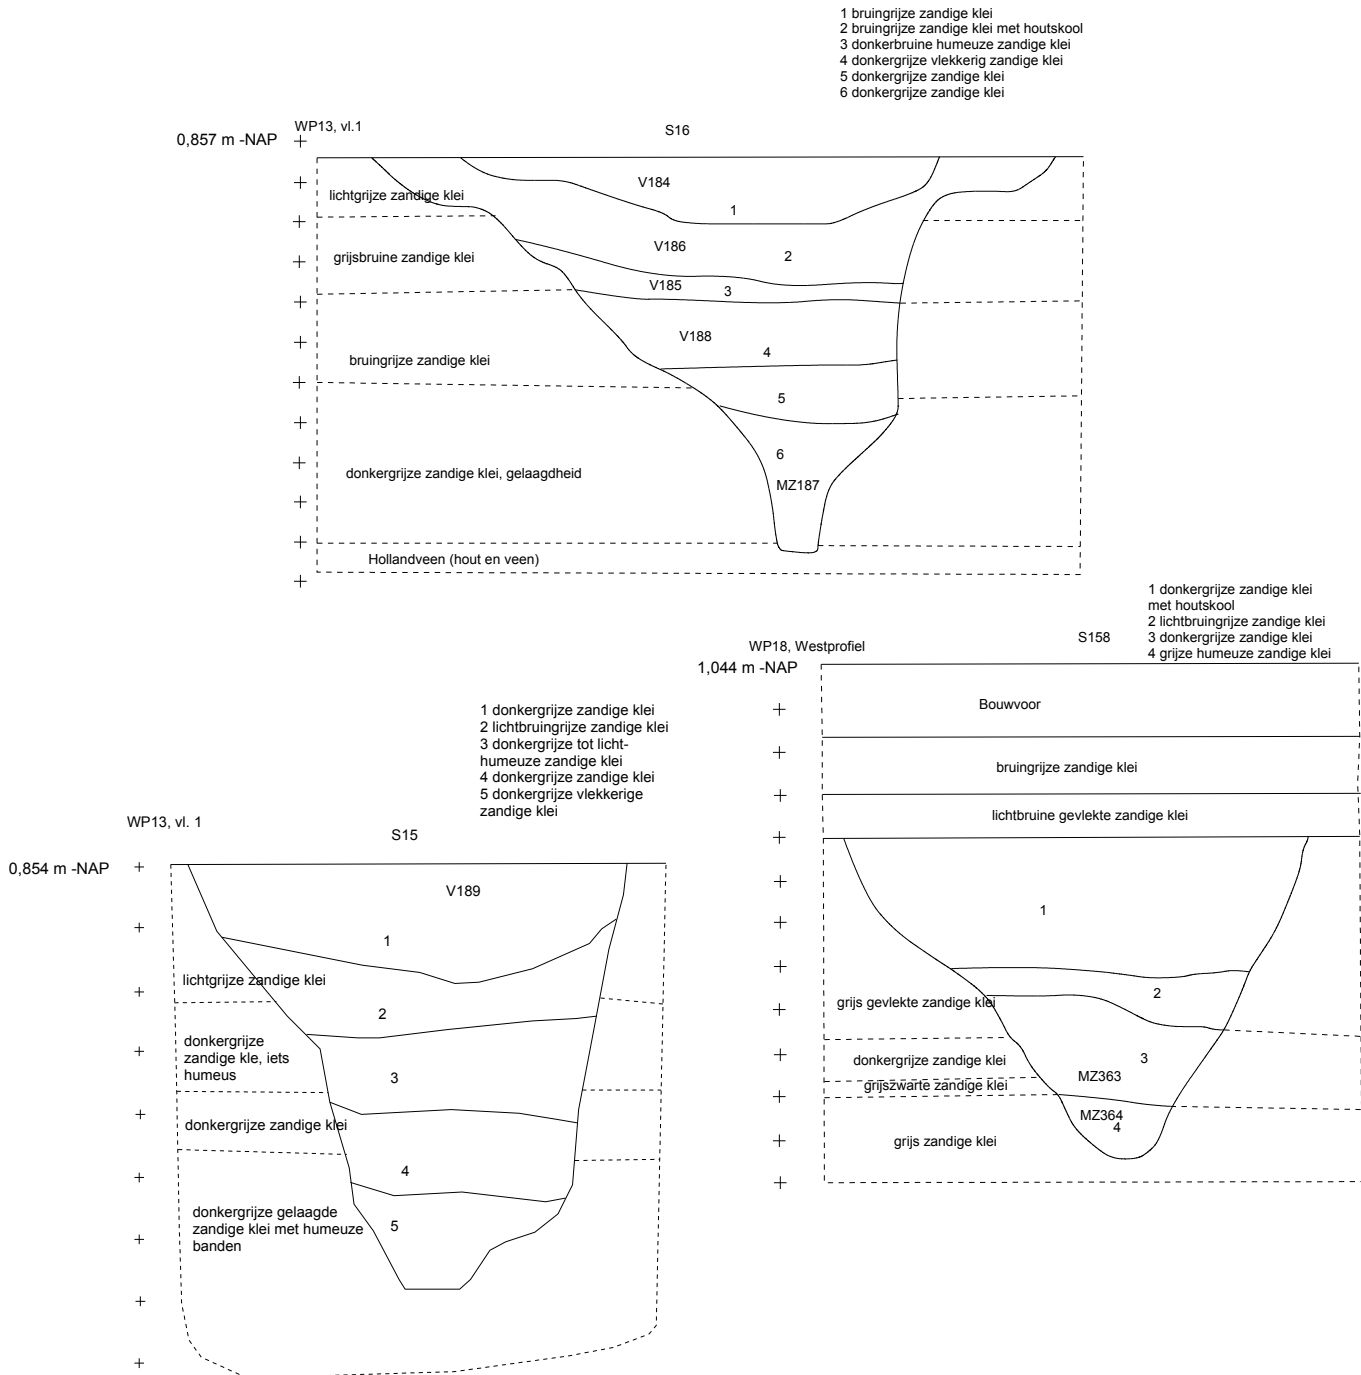 1 bruingrijze zandige klei
2 bruingrijze zandige klei met houtskool
3 donkerbruine humeuze zandige klei
4 donkergrijze vlekkerig zandige klei
5 donkergrijze zandige klei
6 donkergrijze zandige klei
WP13, vl.1
S16
0,857 m -NAP
V184
lichtgrijze zandige klei
1
V186
2
grijsbruine zandige klei
V185
3
V188
4
bruingrijze zandige klei
5
6
donkergrijze zandige klei, gelaagdheid
MZ187
Hollandveen (hout en veen)
1 donkergrijze zandige klei
met houtskool
2 lichtbruingrijze zandige klei
3 donkergrijze zandige klei
4 grijze humeuze zandige klei
S158
WP18, Westprofiel
1,044 m -NAP
Bouwvoor
bruingrijze zandige klei
lichtbruine gevlekte zandige klei
1
2
grijs gevlekte zandige klei
3
donkergrijze zandige klei
MZ363
grijszwarte zandige klei
MZ364
4
grijs zandige klei
1 donkergrijze zandige klei
2 lichtbruingrijze zandige klei
3 donkergrijze tot licht-
humeuze zandige klei
4 donkergrijze zandige klei
5 donkergrijze vlekkerige
zandige klei
WP13, vl. 1
S15
0,854 m -NAP
V189
1
lichtgrijze zandige klei
2
donkergrijze
zandige kle, iets
humeus
3
donkergrijze zandige klei
4
donkergrijze gelaagde
zandige klei met humeuze
banden
5